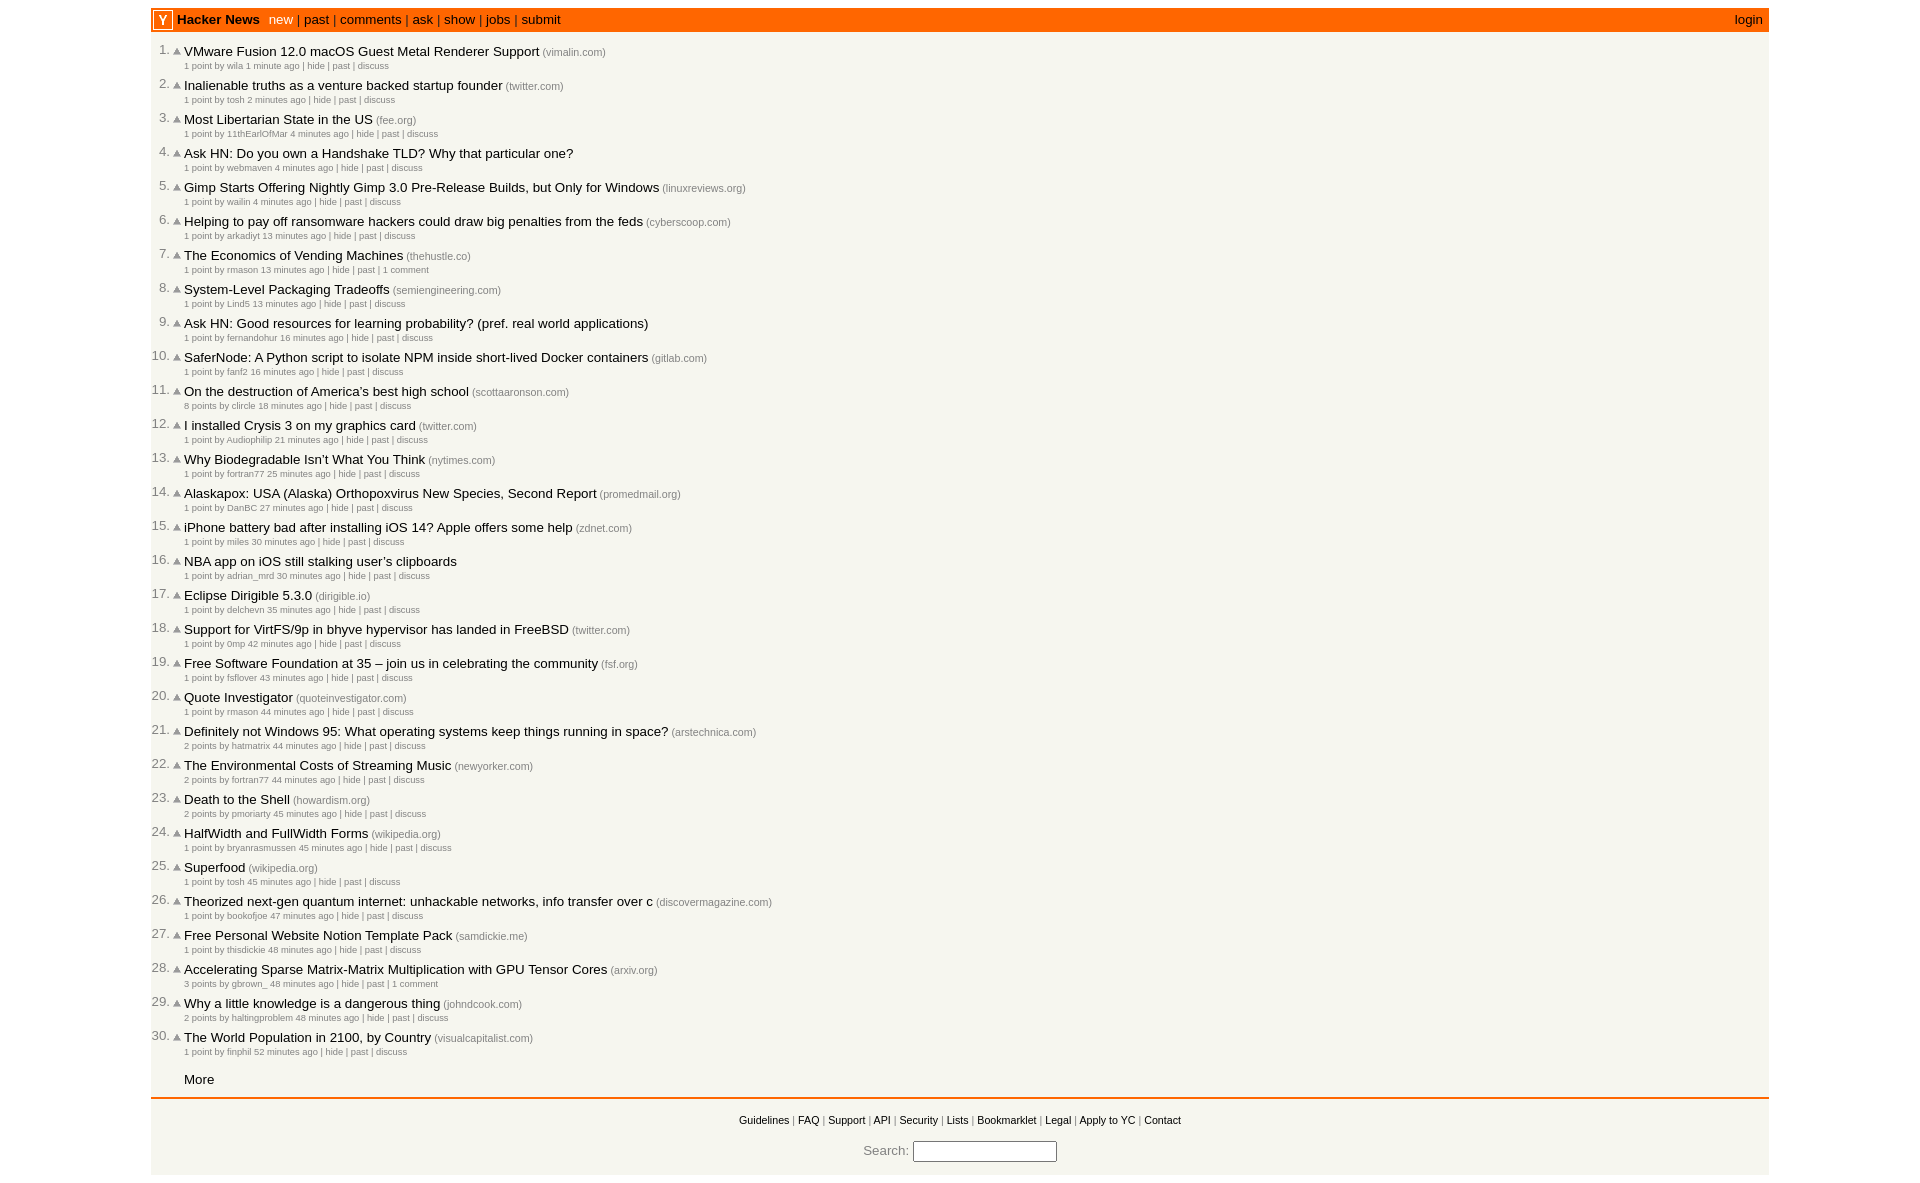 Y Hacker News new | past | comments | ask | show | jobs | submit login
1. VMware Fusion 12.0 macOS Guest Metal Renderer Support (vimalin.com)
1 point by wila 1 minute ago | hide | past | discuss
2. Inalienable truths as a venture backed startup founder (twitter.com)
1 point by tosh 2 minutes ago | hide | past | discuss
3. Most Libertarian State in the US (fee.org)
1 point by 11thEarlOfMar 4 minutes ago | hide | past | discuss
4. Ask HN: Do you own a Handshake TLD? Why that particular one?
1 point by webmaven 4 minutes ago | hide | past | discuss
5. Gimp Starts Offering Nightly Gimp 3.0 Pre-Release Builds, but Only for Windows (linuxreviews.org)
1 point by wailin 4 minutes ago | hide | past | discuss
6. Helping to pay off ransomware hackers could draw big penalties from the feds (cyberscoop.com)
1 point by arkadiyt 13 minutes ago | hide | past | discuss
7. The Economics of Vending Machines (thehustle.co)
1 point by rmason 13 minutes ago | hide | past | 1 comment
8. System-Level Packaging Tradeoffs (semiengineering.com)
1 point by Lind5 13 minutes ago | hide | past | discuss
9. Ask HN: Good resources for learning probability? (pref. real world applications)
1 point by fernandohur 16 minutes ago | hide | past | discuss
10. SaferNode: A Python script to isolate NPM inside short-lived Docker containers (gitlab.com)
1 point by fanf2 16 minutes ago | hide | past | discuss
11. On the destruction of America’s best high school (scottaaronson.com)
8 points by clircle 18 minutes ago | hide | past | discuss
12. I installed Crysis 3 on my graphics card (twitter.com)
1 point by Audiophilip 21 minutes ago | hide | past | discuss
13. Why Biodegradable Isn’t What You Think (nytimes.com)
1 point by fortran77 25 minutes ago | hide | past | discuss
14. Alaskapox: USA (Alaska) Orthopoxvirus New Species, Second Report (promedmail.org)
1 point by DanBC 27 minutes ago | hide | past | discuss
15. iPhone battery bad after installing iOS 14? Apple offers some help (zdnet.com)
1 point by miles 30 minutes ago | hide | past | discuss
16. NBA app on iOS still stalking user’s clipboards
1 point by adrian_mrd 30 minutes ago | hide | past | discuss
17. Eclipse Dirigible 5.3.0 (dirigible.io)
1 point by delchevn 35 minutes ago | hide | past | discuss
18. Support for VirtFS/9p in bhyve hypervisor has landed in FreeBSD (twitter.com)
1 point by 0mp 42 minutes ago | hide | past | discuss
19. Free Software Foundation at 35 – join us in celebrating the community (fsf.org)
1 point by fsflover 43 minutes ago | hide | past | discuss
20. Quote Investigator (quoteinvestigator.com)
1 point by rmason 44 minutes ago | hide | past | discuss
21. Definitely not Windows 95: What operating systems keep things running in space? (arstechnica.com)
2 points by hatmatrix 44 minutes ago | hide | past | discuss
22. The Environmental Costs of Streaming Music (newyorker.com)
2 points by fortran77 44 minutes ago | hide | past | discuss
23. Death to the Shell (howardism.org)
2 points by pmoriarty 45 minutes ago | hide | past | discuss
24. HalfWidth and FullWidth Forms (wikipedia.org)
1 point by bryanrasmussen 45 minutes ago | hide | past | discuss
25. Superfood (wikipedia.org)
1 point by tosh 45 minutes ago | hide | past | discuss
26. Theorized next-gen quantum internet: unhackable networks, info transfer over c (discovermagazine.com)
1 point by bookofjoe 47 minutes ago | hide | past | discuss
27. Free Personal Website Notion Template Pack (samdickie.me)
1 point by thisdickie 48 minutes ago | hide | past | discuss
28. Accelerating Sparse Matrix-Matrix Multiplication with GPU Tensor Cores (arxiv.org)
3 points by gbrown_ 48 minutes ago | hide | past | 1 comment
29. Why a little knowledge is a dangerous thing (johndcook.com)
2 points by haltingproblem 48 minutes ago | hide | past | discuss
30. The World Population in 2100, by Country (visualcapitalist.com)
1 point by finphil 52 minutes ago | hide | past | discuss
More
Guidelines | FAQ | Support | API | Security | Lists | Bookmarklet | Legal | Apply to YC | Contact
Search: